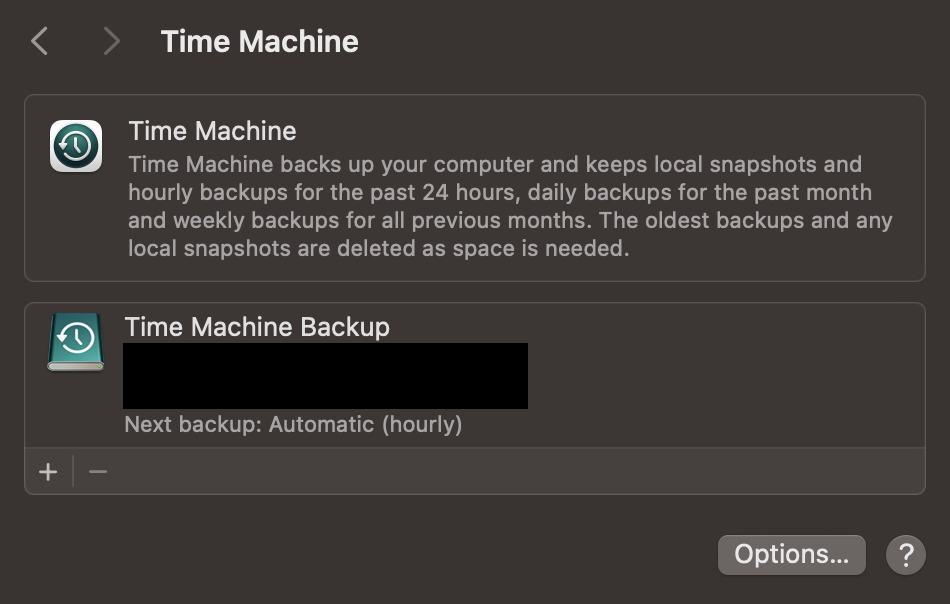 Time Machine
Time Machine
Time Machine backs up your computer and keeps local snapshots and
hourly backups for the past 24 hours, daily backups for the past month
and weekly backups for all previous months. The oldest backups and any
local snapshots are deleted as space is needed.
Time Machine Backup
Next backup: Automatic (hourly)
+ −
Options... ?